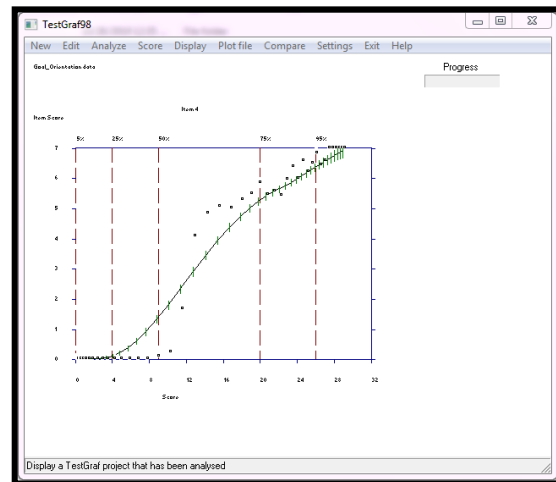 TestGraf98
New Edit Analyze Score Display Plot file Compare Settings Exit Help
Goal_Orientation data
Progress
Item 4
Item Score
5% 25% 50% 75% 95%
7
6
5
4
3
2
1
0
0 4 8 12 16 20 24 28 32
Score
Display a TestGraf project that has been analysed